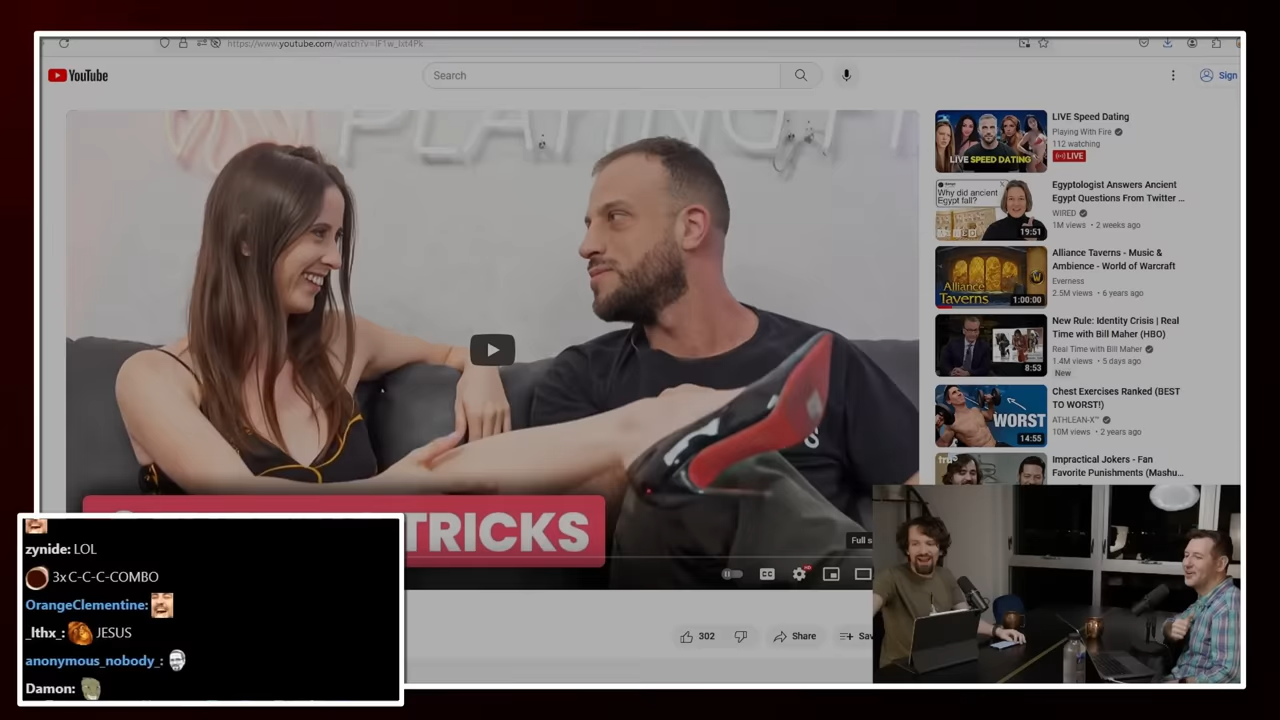 https://www.youtube.com/watch?v=lF1w_lxt4Pk
YouTube
Search
Sign
PLAYING
TRICKS
Full s
CC
302
Share
Sav
LIVE SPEED DATING
LIVE Speed Dating
Playing With Fire
112 watching
LIVE
Why did ancient
Egypt fall?
19:51
Egyptologist Answers Ancient
Egypt Questions From Twitter ...
WIRED
1M views • 2 weeks ago
Alliance
Taverns
1:00:00
Alliance Taverns - Music &
Ambience - World of Warcraft
Everness
2.5M views • 6 years ago
8:53
New Rule: Identity Crisis | Real
Time with Bill Maher (HBO)
Real Time with Bill Maher
1.4M views • 5 days ago
New
WORST
14:55
Chest Exercises Ranked (BEST
TO WORST!)
ATHLEAN-X™
10M views • 2 years ago
tru
Impractical Jokers - Fan
Favorite Punishments (Mashu...
zynide: LOL
3x C-C-C-COMBO
OrangeClementine:
_lthx_: JESUS
anonymous_nobody_:
Damon: